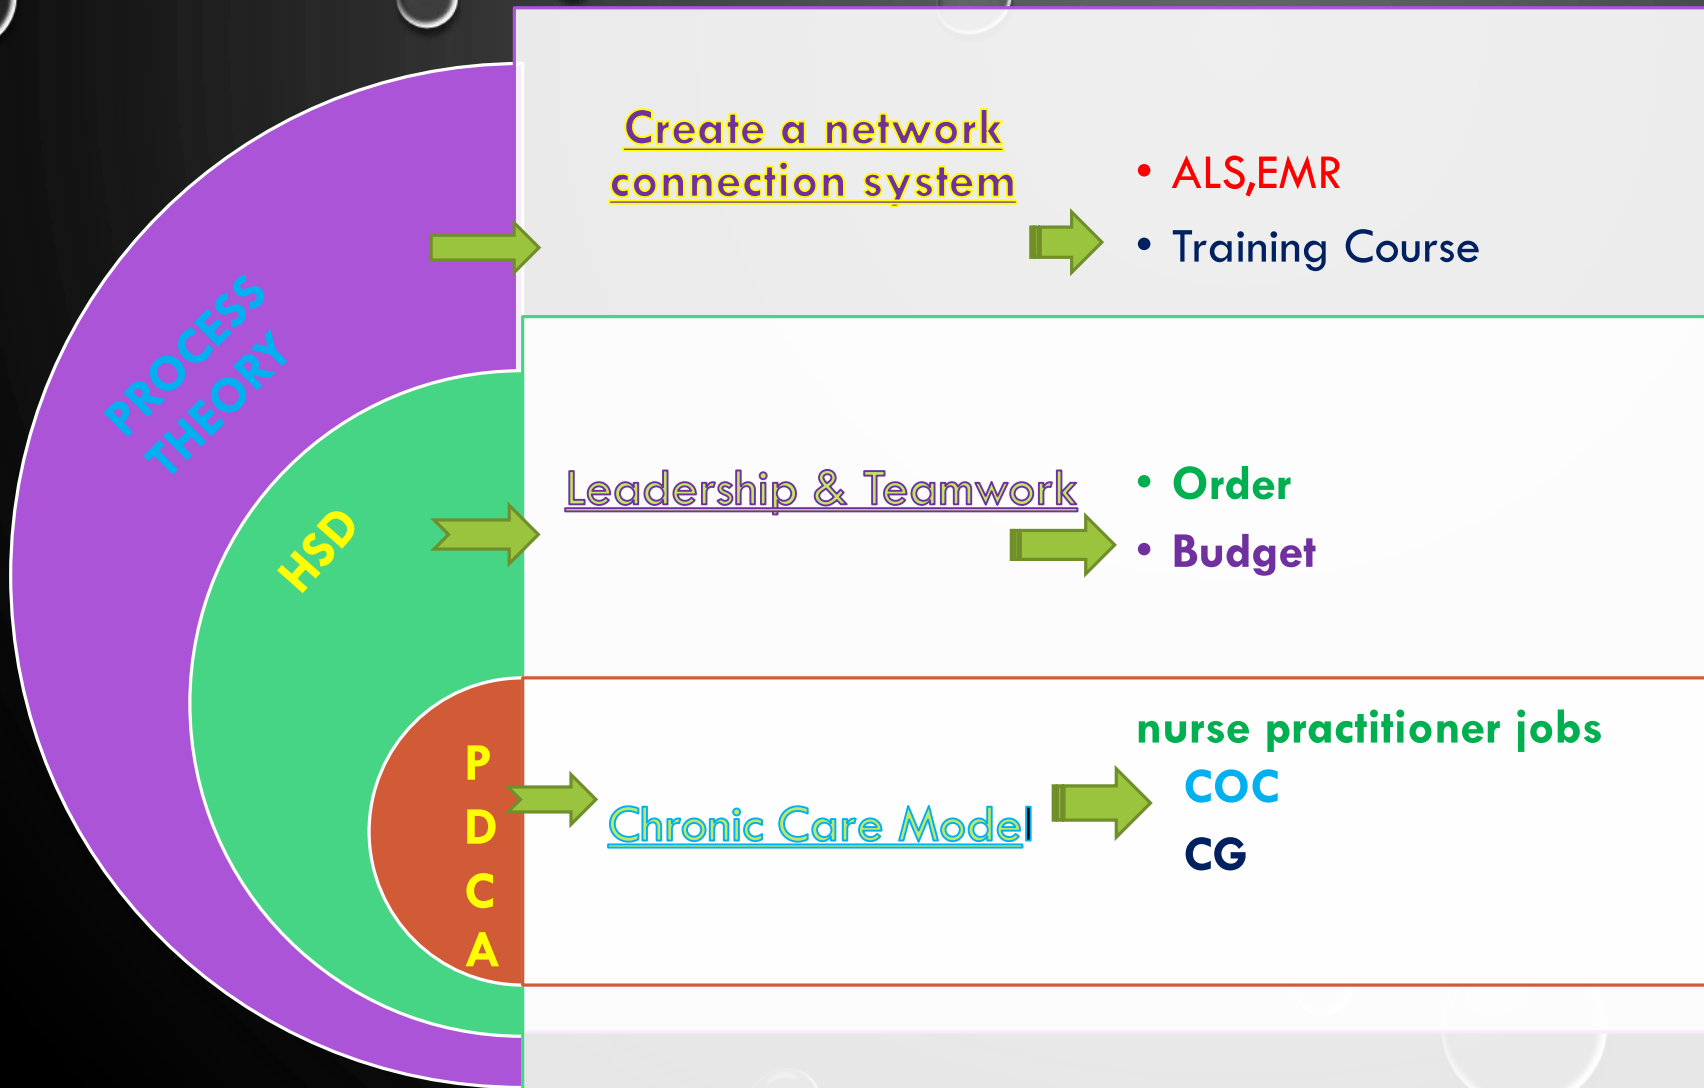 PROCESS
THEORY
Create a network
connection system
• ALS,EMR
• Training Course
HSD
Leadership & Teamwork
• Order
• Budget
P
D
C
A
Chronic Care Model
nurse practitioner jobs
COC
CG